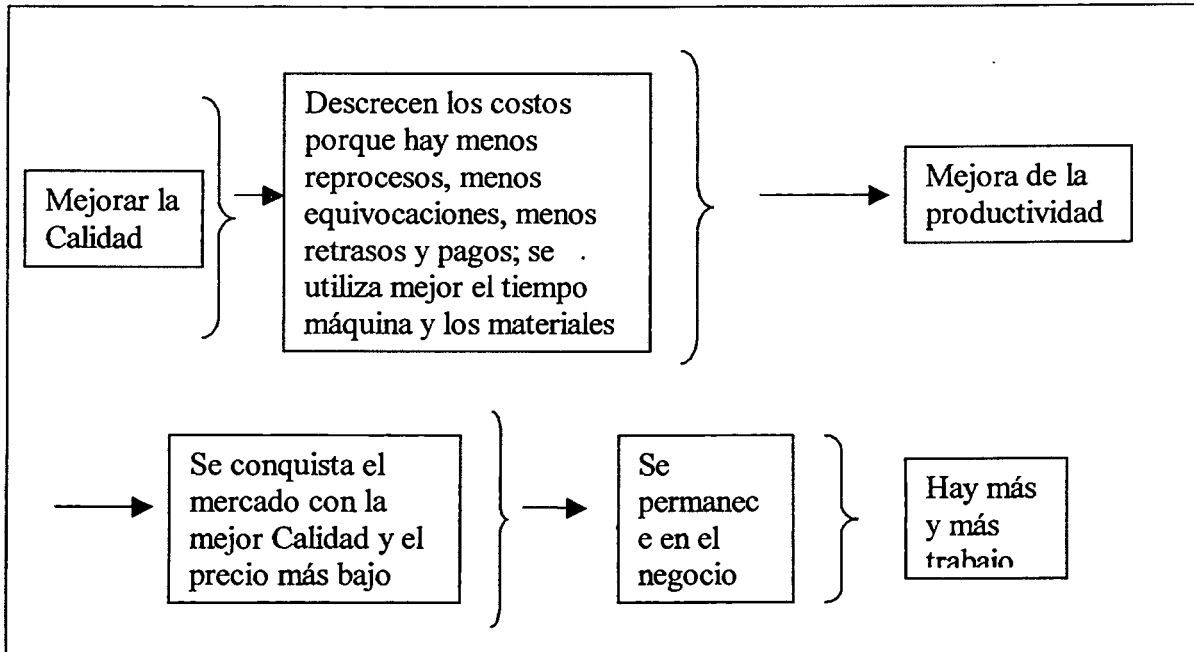 Mejorar la
Calidad
Descrecen los costos
porque hay menos
reprocesos, menos
equivocaciones, menos
retrasos y pagos; se
utiliza mejor el tiempo
máquina y los materiales
Mejora de la
productividad
Se conquista el
mercado con la
mejor Calidad y el
precio más bajo
Se
permanec
e en el
negocio
Hay más
y más
trabajo